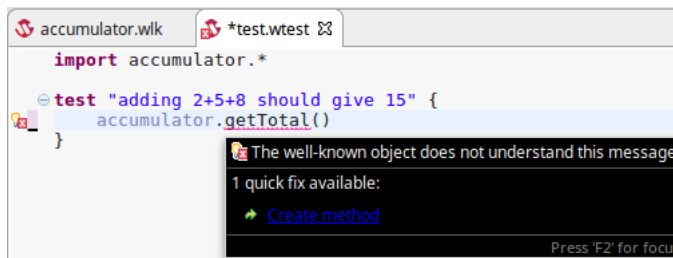 accumulator.wlk *test.wtest
import accumulator.*
test "adding 2+5+8 should give 15" {
accumulator.getTotal()
}
The well-known object does not understand this message
1 quick fix available:
Create method
Press 'F2' for focu